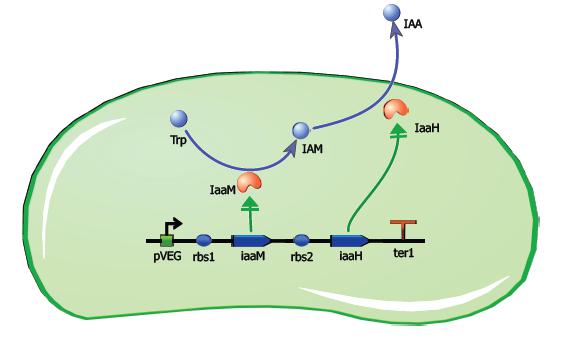 IAA
IaaH
Trp
IAM
IaaM
pVEG
rbs1
iaaM
rbs2
iaaH
ter1